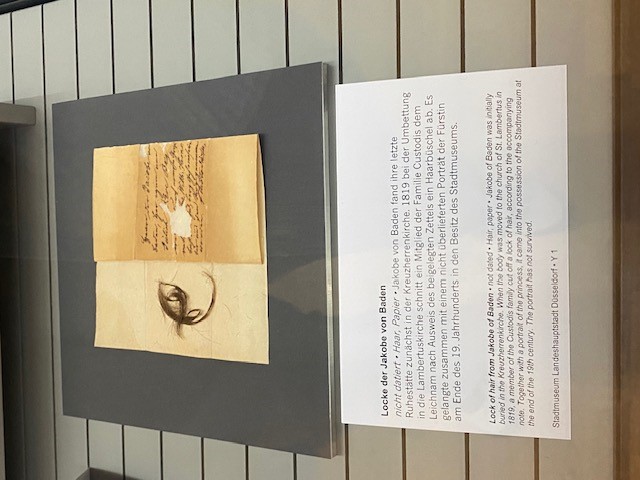 Locke der Jakobe von Baden
nicht datiert • Haar, Papier • Jakobe von Baden fand ihre letzte
Ruhestätte zunächst in der Kreuzherrenkirche. 1819 bei der Umbettung
in die Lambertuskirche schnitt ein Mitglied der Familie Custodis dem
Leichnam nach Ausweis des beigelegten Zettels ein Haarbüschel ab. Es
gelangte zusammen mit einem nicht überlieferten Porträt der Fürstin
am Ende des 19. Jahrhunderts in den Besitz des Stadtmuseums.
Lock of hair from Jakobe of Baden • not dated • Hair, paper • Jakobe of Baden was initially
buried in the Kreuzherrenkirche. When the body was moved to the church of St. Lambertus in
1819, a member of the Custodis family cut off a lock of hair, according to the accompanying
note. Together with a portrait of the princess, it came into the possession of the Stadtmuseum at
the end of the 19th century. The portrait has not survived.
Stadtmuseum Landeshauptstadt Düsseldorf • Y 1